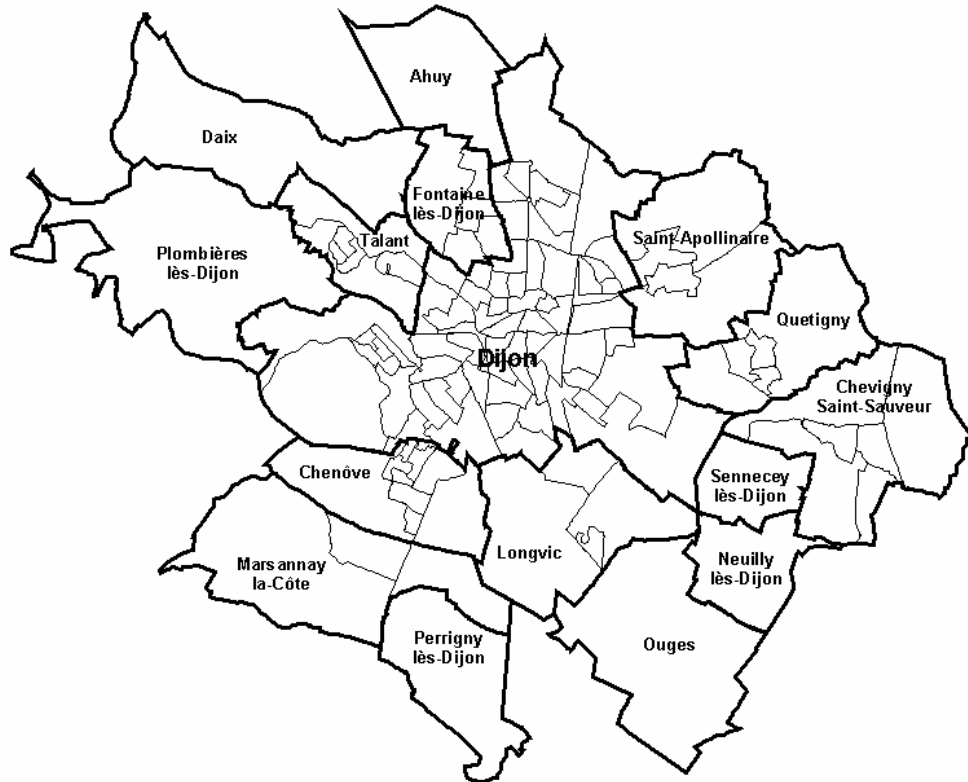 Ahuy
Daix
Fontaine
lès-Dijon
Talant
Saint-Apollinaire
Plombières
lès-Dijon
Quetigny
Dijon
Chevigny
Saint-Sauveur
Chenôve
Sennecey
lès-Dijon
Longvic
Marsannay
la-Côte
Neuilly
lès-Dijon
Perrigny
lès-Dijon
Ouges